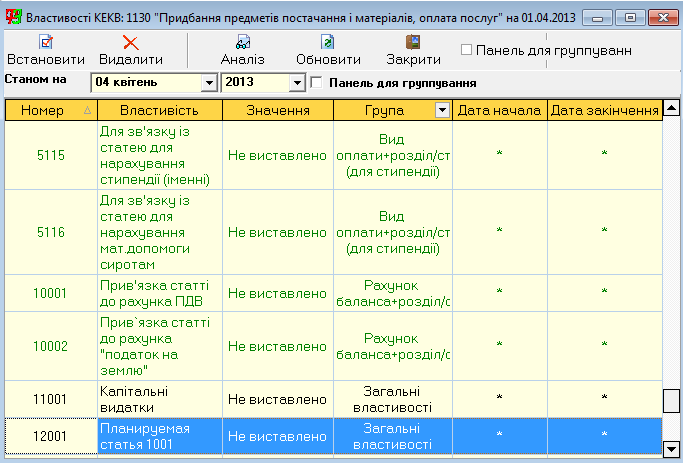 Властивості КЕКВ: 1130 "Придбання предметів постачання і матеріалів, оплата послуг" на 01.04.2013
Встановити Видалити Аналіз Обновити Закрити Панель для группуванн
Станом на 04 квітень 2013 Панель для группування
Номер Властивість Значення Група Дата начала Дата закінчення
Для зв'язку із
статею для
нарахування
стипендії (іменні)
5115
Не виставлено
Вид
оплати+розділ/ст
(для стипендії)
* *
Для зв'язку із
статею для
нарахування
мат.допомоги
сиротам
5116
Не виставлено
Вид
оплати+розділ/ст
(для стипендії)
* *
10001
Прив'язка статті
до рахунка ПДВ
Не виставлено
Рахунок
баланса+розділ/с
* *
10002
Прив`язка статті
до рахунка
"податок на
землю"
Не виставлено
Рахунок
баланса+розділ/с
* *
11001
Капітальні
видатки
Не виставлено
Загальні
властивості
* *
12001
Планируемая
статья 1001
Не виставлено
Загальні
властивості
* *